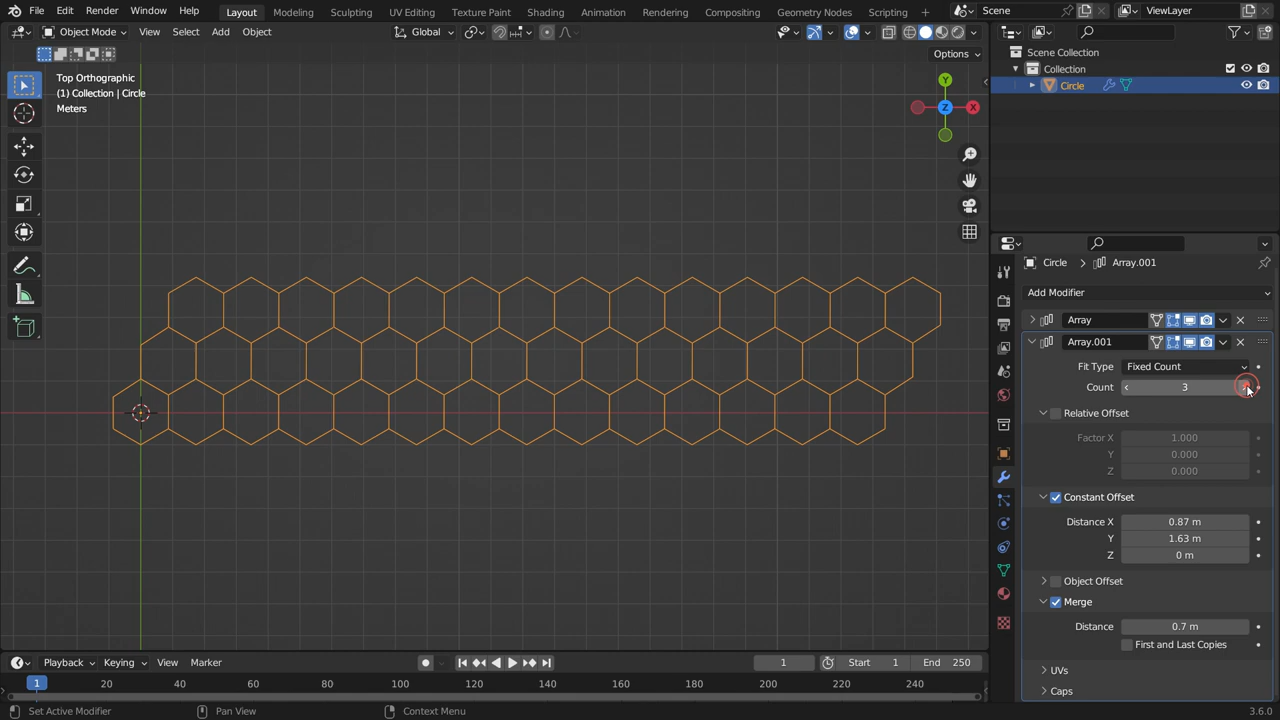 File Edit Render Window Help Layout Modeling Sculpting UV Editing Texture Paint Shading Animation Rendering Compositing Geometry Nodes Scripting Scene ViewLayer
Object Mode View Select Add Object Global
Options
Top Orthographic
(1) Collection | Circle
Meters
Y
Z
X
Scene Collection
Collection
Circle
Circle > Array.001
Add Modifier
Array
Array.001
Fit Type Fixed Count
Count 3
Relative Offset
Factor X 1.000
Y 0.000
Z 0.000
Constant Offset
Distance X 0.87 m
Y 1.63 m
Z 0 m
Object Offset
Merge
Distance 0.7 m
First and Last Copies
UVs
Caps
Playback Keying View Marker 1 Start 1 End 250
1 20 40 60 80 100 120 140 160 180 200 220 240
Set Active Modifier Pan View Context Menu 3.6.0